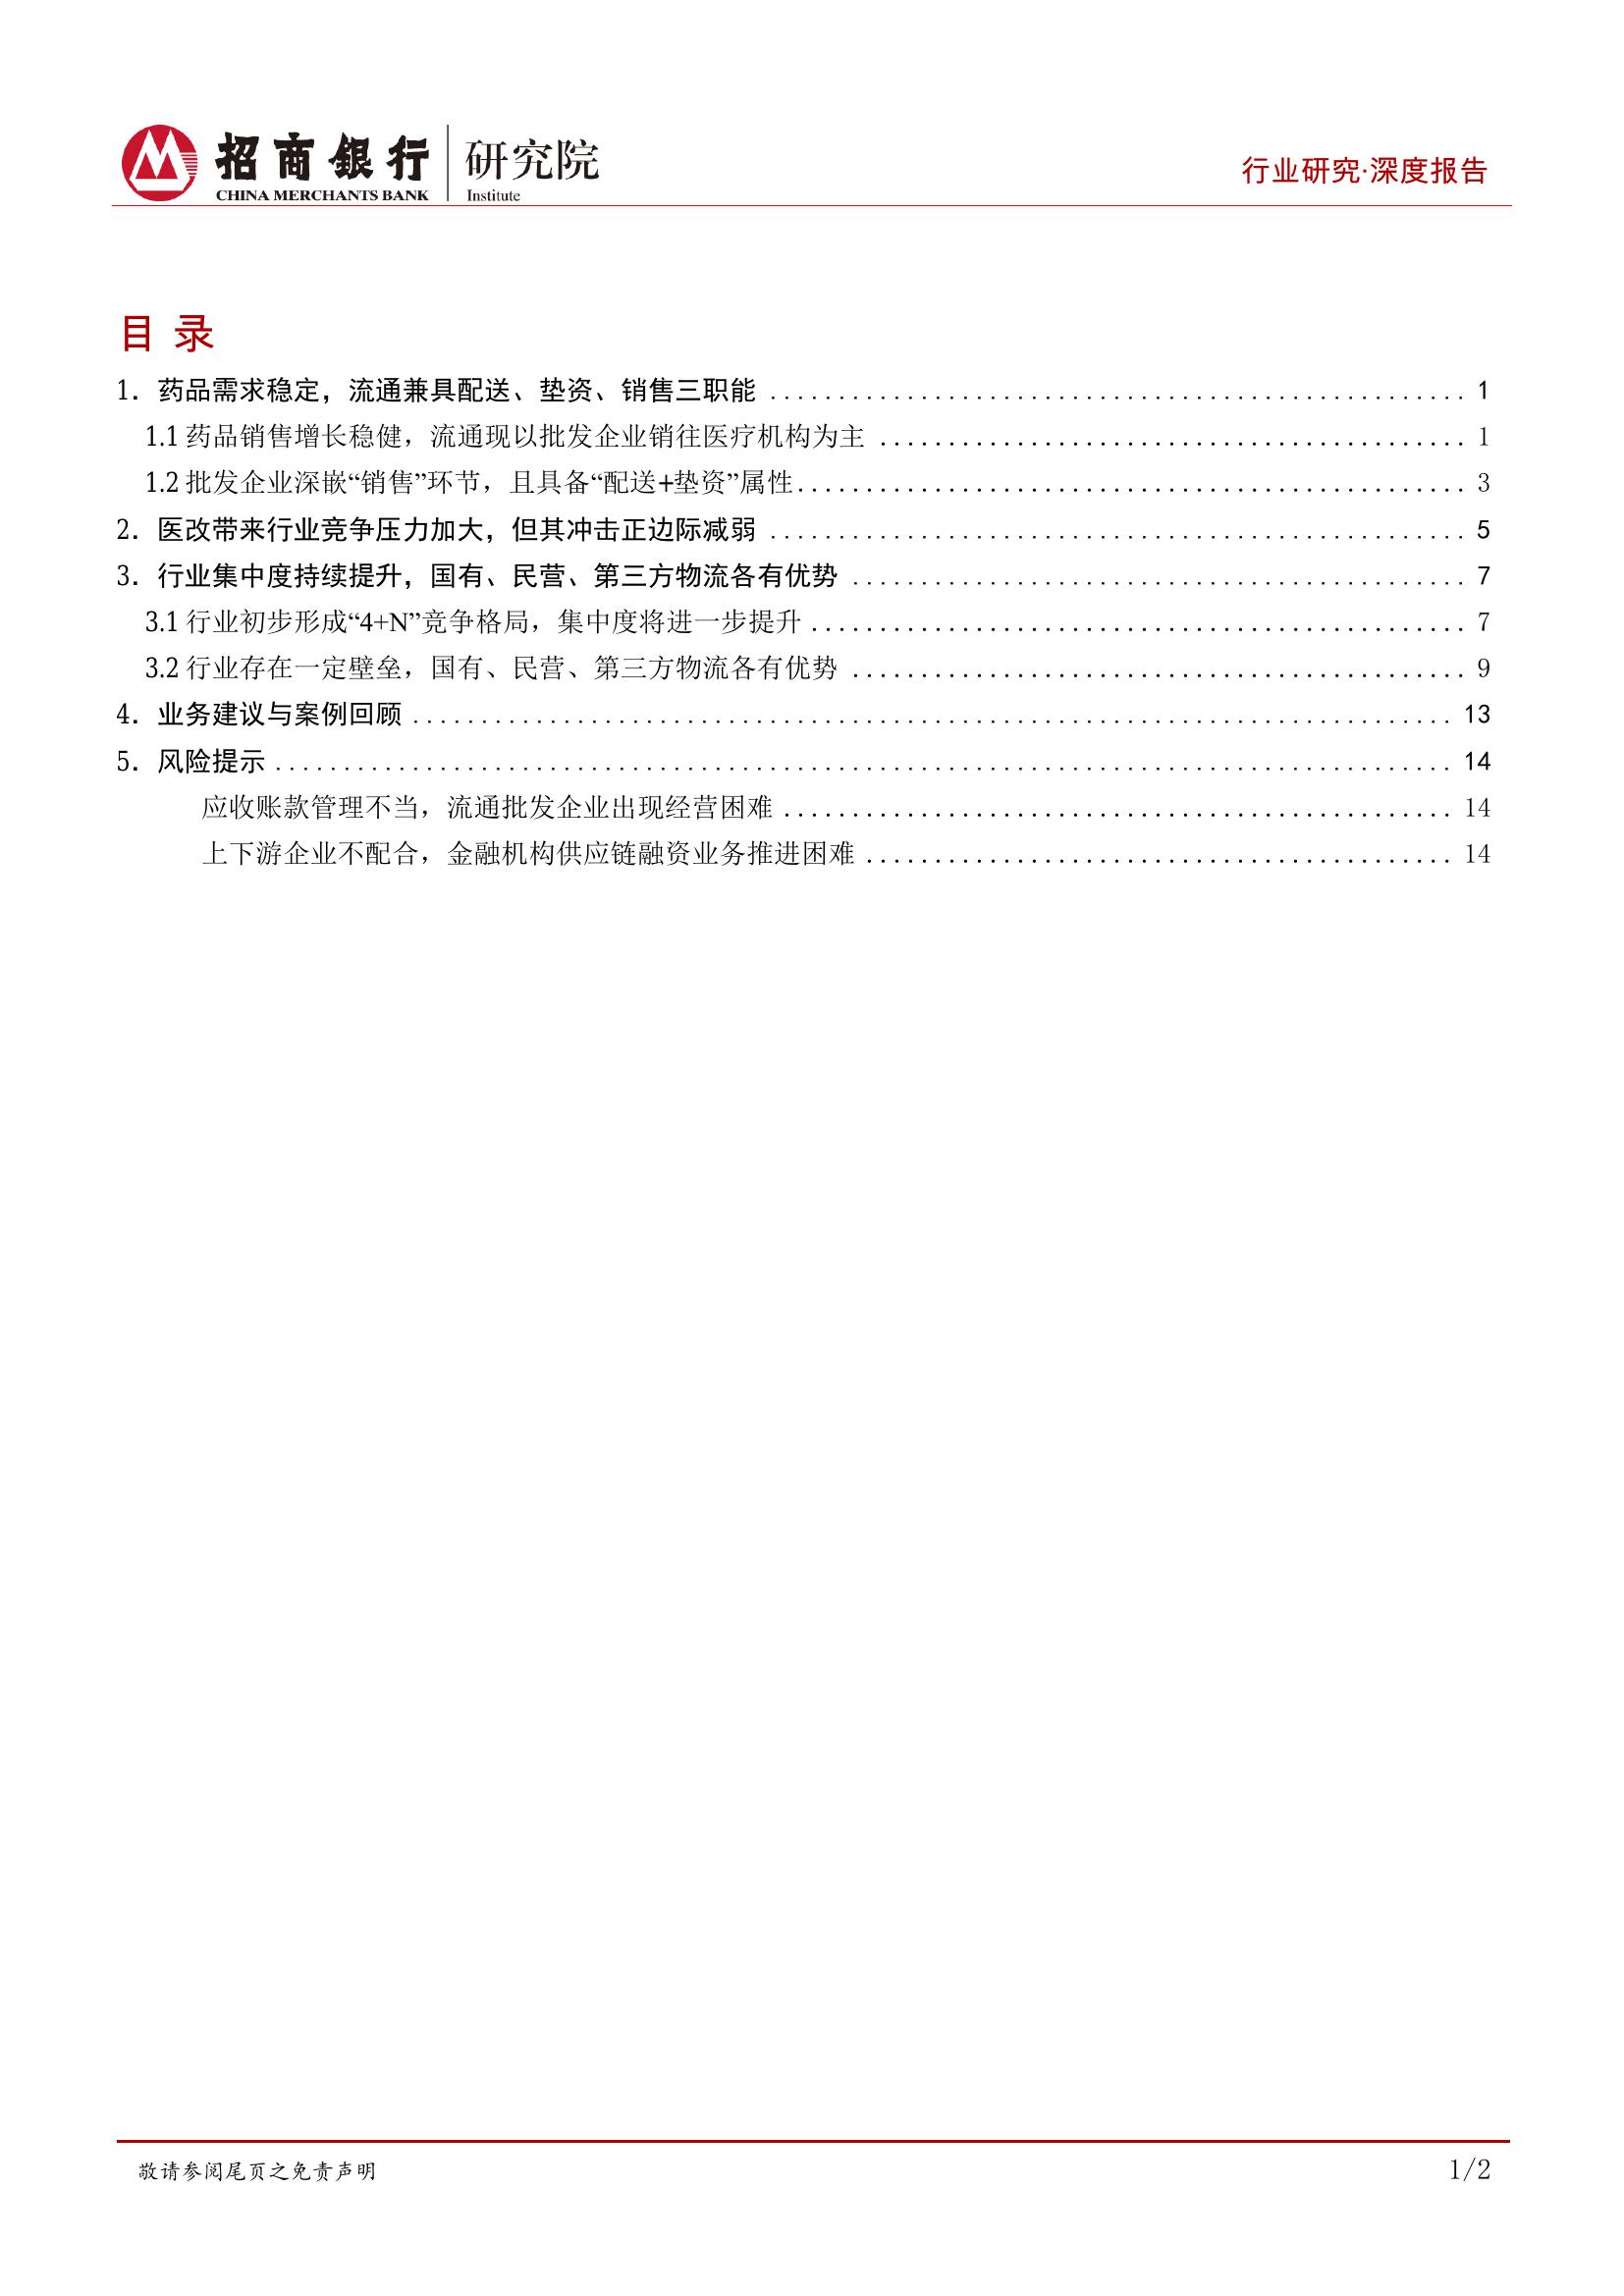 招商银行 研究院
CHINA MERCHANTS BANK Institute
行业研究·深度报告
目 录
1. 药品需求稳定，流通兼具配送、垫资、销售三职能 .................................................. 1
1.1 药品销售增长稳健，流通现以批发企业销往医疗机构为主 .......................................... 1
1.2 批发企业深嵌“销售”环节，且具备“配送+垫资”属性................................................ 3
2. 医改带来行业竞争压力加大，但其冲击正边际减弱 .................................................. 5
3. 行业集中度持续提升，国有、民营、第三方物流各有优势 ............................................ 7
3.1 行业初步形成“4+N”竞争格局，集中度将进一步提升 ............................................... 7
3.2 行业存在一定壁垒，国有、民营、第三方物流各有优势 ............................................ 9
4. 业务建议与案例回顾 ............................................................................ 13
5. 风险提示 ...................................................................................... 14
应收账款管理不当，流通批发企业出现经营困难 ................................................. 14
上下游企业不配合，金融机构供应链融资业务推进困难 ........................................... 14
敬请参阅尾页之免责声明
1/2